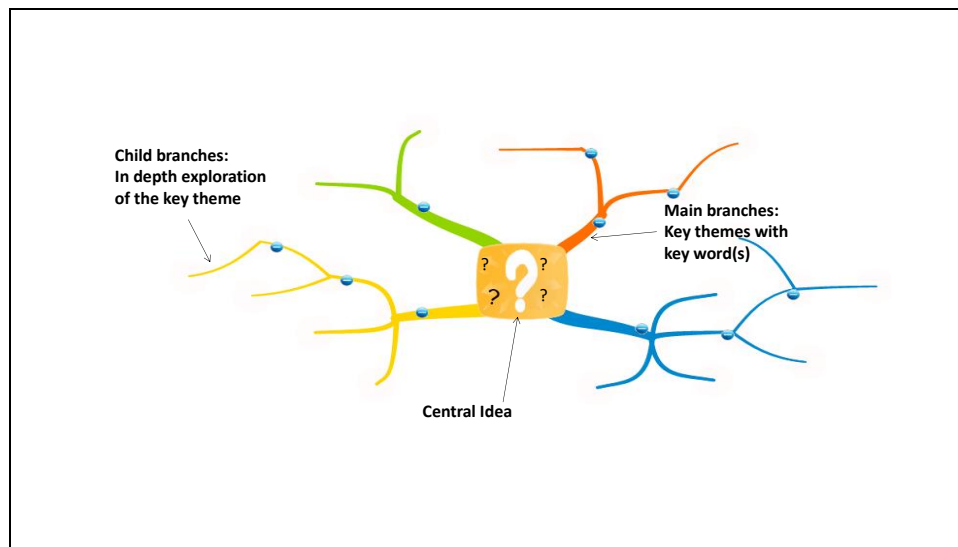 Child branches:
In depth exploration
of the key theme
Main branches:
Key themes with
key word(s)
?
?
?
?
?
Central Idea